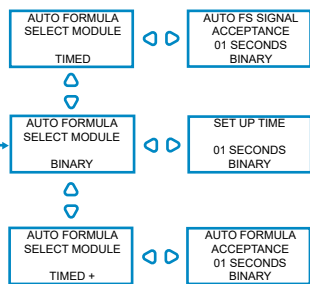 AUTO FORMULA
SELECT MODULE
TIMED
AUTO FS SIGNAL
ACCEPTANCE
01 SECONDS
BINARY
AUTO FORMULA
SELECT MODULE
BINARY
SET UP TIME
01 SECONDS
BINARY
AUTO FORMULA
SELECT MODULE
TIMED +
AUTO FORMULA
ACCEPTANCE
01 SECONDS
BINARY